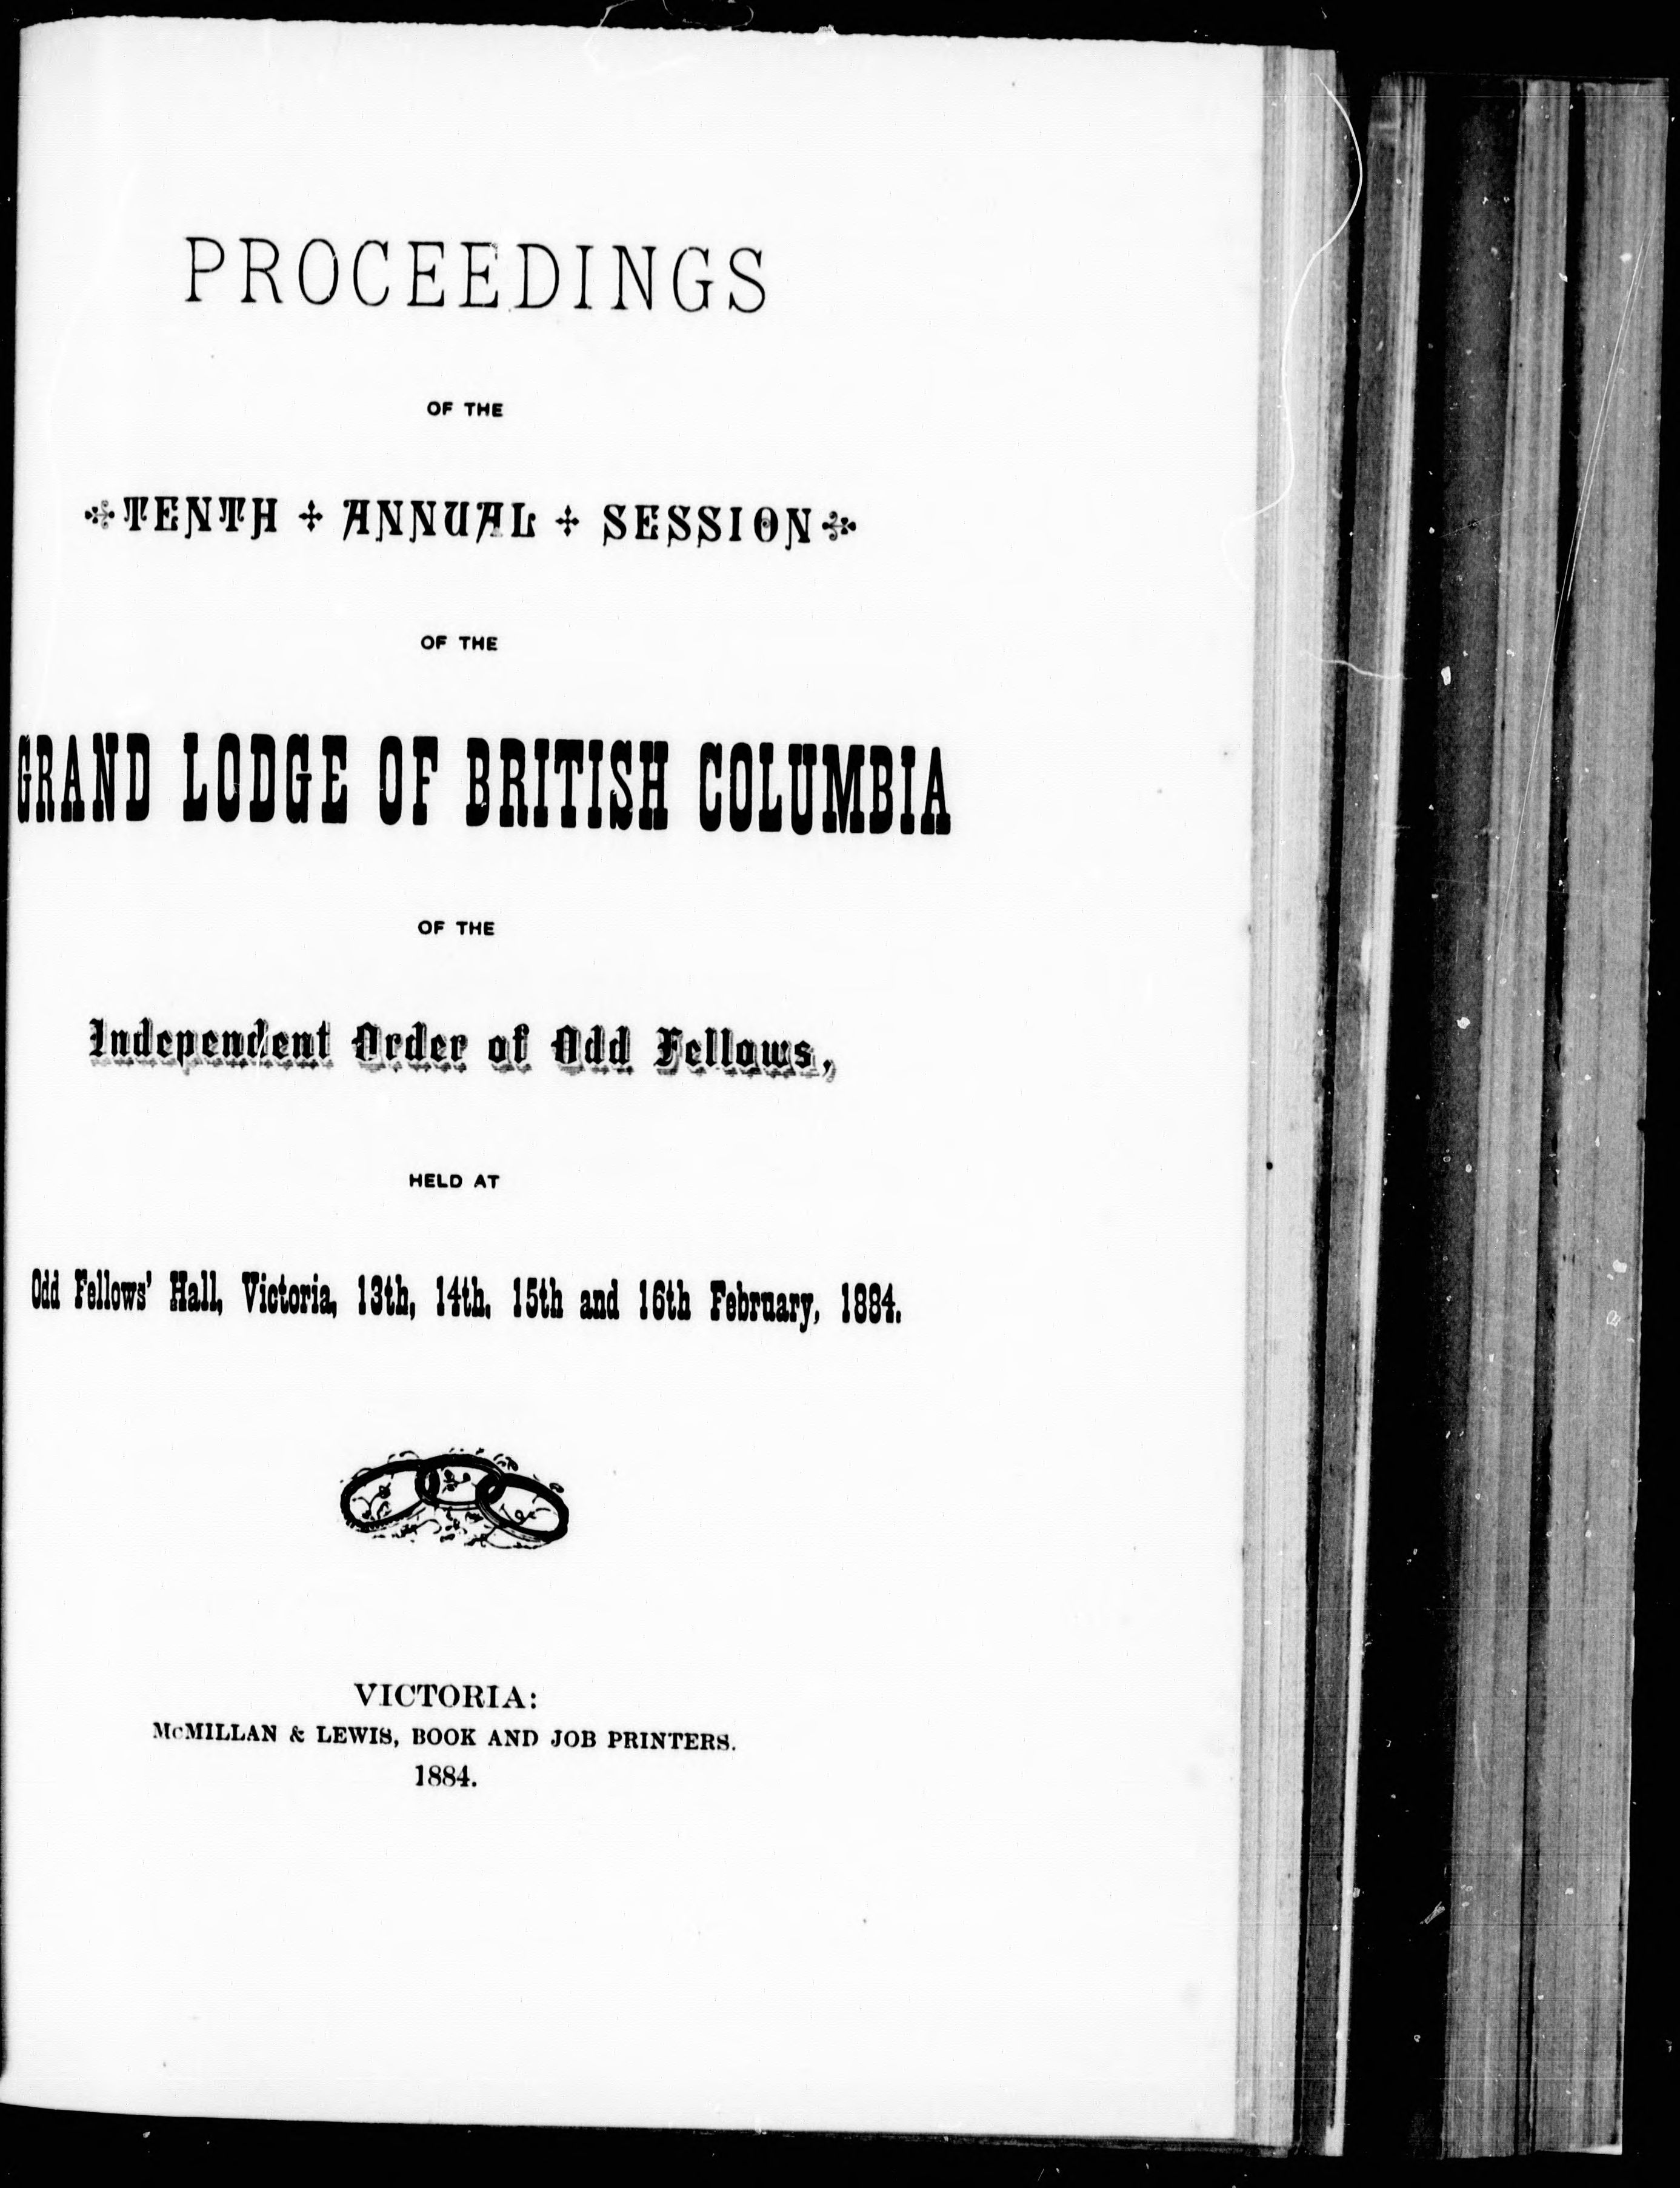 PROCEEDINGS
OF THE
TENTH ANNUAL SESSION
OF THE
GRAND LODGE OF BRITISH COLUMBIA
OF THE
Independent Order of Odd Fellows,
HELD AT
Odd Fellows' Hall, Victoria, 13th, 14th, 15th and 16th February, 1884.
VICTORIA:
McMILLAN & LEWIS, BOOK AND JOB PRINTERS.
1884.